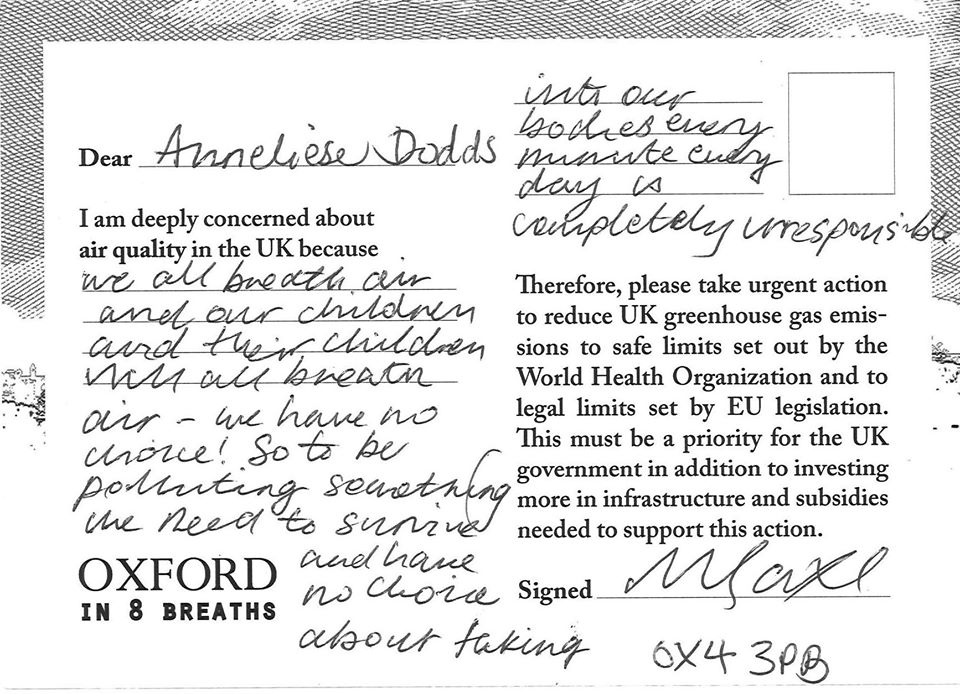 Dear Anneliese Dodds
I am deeply concerned about
air quality in the UK because
we all breath air
and our children
and their children
will all breath
air - we have no
choice! So to be
polluting something
we need to survive
and have
no choice
about taking
into our
bodies every
minute every
day is
completely irresponsible
Therefore, please take urgent action
to reduce UK greenhouse gas emis-
sions to safe limits set out by the
World Health Organization and to
legal limits set by EU legislation.
This must be a priority for the UK
government in addition to investing
more in infrastructure and subsidies
needed to support this action.
Signed
OX4 3PB
OXFORD
IN 8 BREATHS